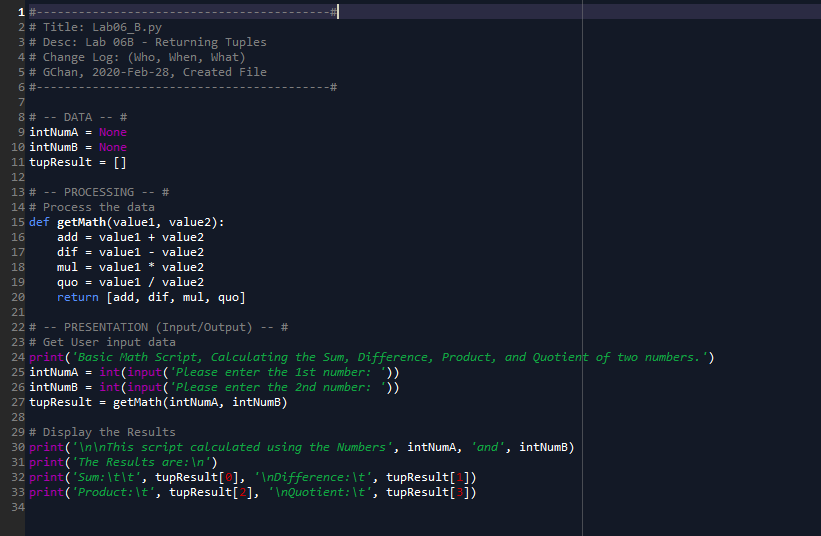 1 #------------------------------------------#
2 # Title: Lab06_B.py
3 # Desc: Lab 06B - Returning Tuples
4 # Change Log: (Who, When, What)
5 # GChan, 2020-Feb-28, Created File
6 #------------------------------------------#
7
8 # -- DATA -- #
9 intNumA = None
10 intNumB = None
11 tupResult = []
12
13 # -- PROCESSING -- #
14 # Process the data
15 def getMath(value1, value2):
16     add = value1 + value2
17     dif = value1 - value2
18     mul = value1 * value2
19     quo = value1 / value2
20     return [add, dif, mul, quo]
21
22 # -- PRESENTATION (Input/Output) -- #
23 # Get User input data
24 print('Basic Math Script, Calculating the Sum, Difference, Product, and Quotient of two numbers.')
25 intNumA = int(input('Please enter the 1st number: '))
26 intNumB = int(input('Please enter the 2nd number: '))
27 tupResult = getMath(intNumA, intNumB)
28
29 # Display the Results
30 print('\n\nThis script calculated using the Numbers', intNumA, 'and', intNumB)
31 print('The Results are:\n')
32 print('Sum:\t\t', tupResult[0], '\nDifference:\t', tupResult[1])
33 print('Product:\t', tupResult[2], '\nQuotient:\t', tupResult[3])
34